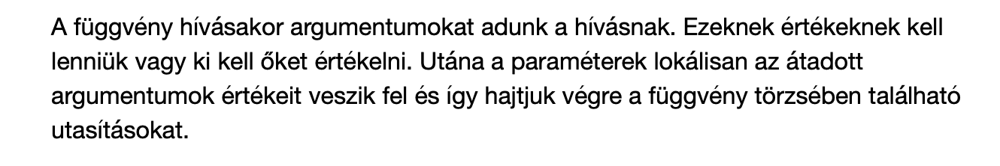 A függvény hívásakor argumentumokat adunk a hívásnak. Ezeknek értékeknek kell
lenniük vagy ki kell őket értékelni. Utána a paraméterek lokálisan az átadott
argumentumok értékeit veszik fel és így hajtjuk végre a függvény törzsében található
utasításokat.